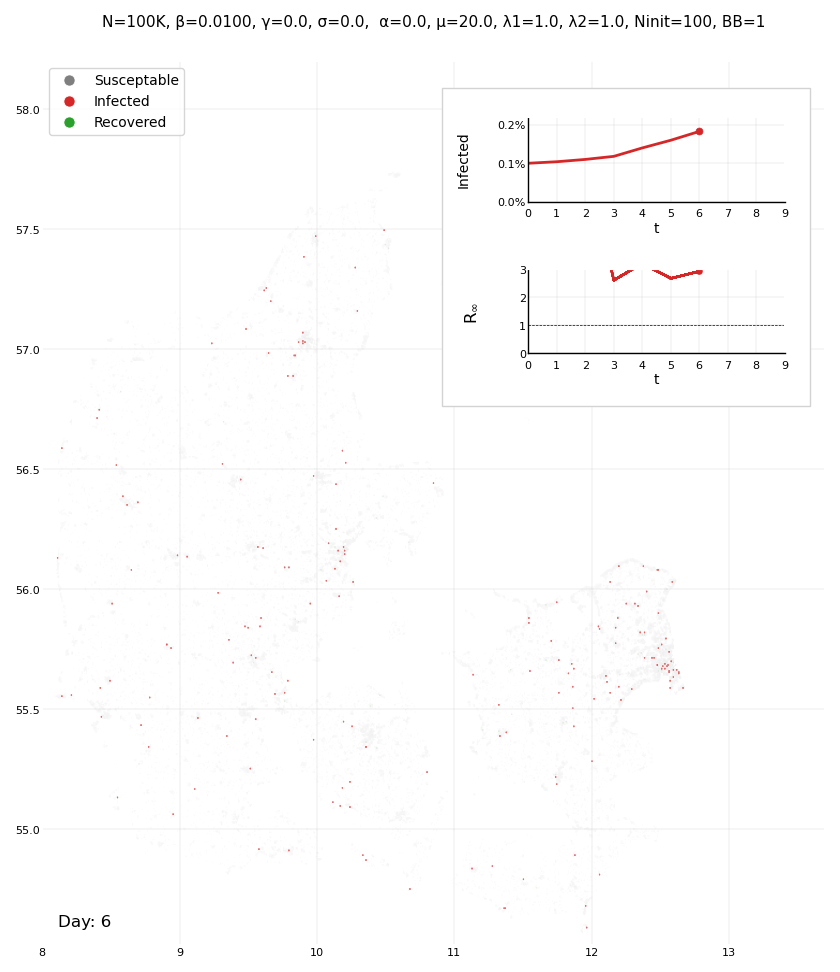 N=100K, β=0.0100, γ=0.0, σ=0.0,  α=0.0, μ=20.0, λ1=1.0, λ2=1.0, Ninit=100, BB=1
Susceptable
Infected
Recovered
58.0
57.5
57.0
56.5
56.0
55.5
55.0
8 9 10 11 12 13
Day: 6
Infected
0.2%
0.1%
0.0%
0 1 2 3 4 5 6 7 8 9
t
R∞
3
2
1
0
0 1 2 3 4 5 6 7 8 9
t